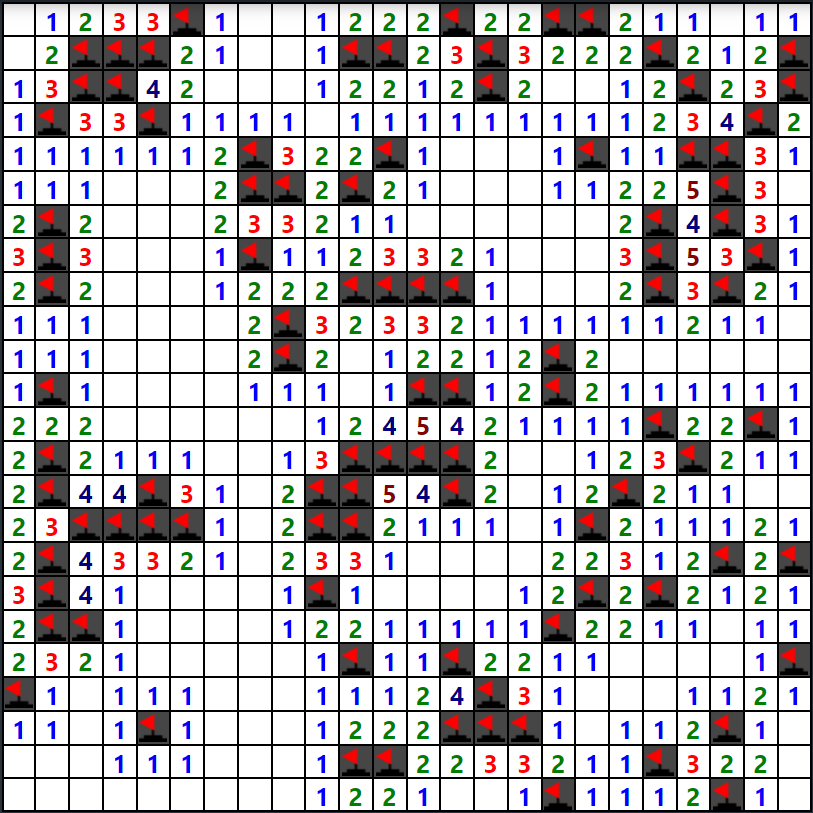 1 2 3 3 1 1 2 2 2 2 2 2 1 1 1 1
2 2 1 1 2 3 3 2 2 2 2 1 2
1 3 4 2 1 2 2 1 2 2 1 2 2 3
1 3 3 1 1 1 1 1 1 1 1 1 1 1 1 1 2 3 4 2
1 1 1 1 1 1 2 3 2 2 1 1 1 1 3 1
1 1 1 2 2 2 1 1 1 2 2 5 3
2 2 2 3 3 2 1 1 2 4 3 1
3 3 1 1 1 2 3 3 2 1 3 5 3 1
2 2 1 2 2 2 1 2 3 2 1
1 1 1 2 3 2 3 3 2 1 1 1 1 1 1 2 1 1
1 1 1 2 2 1 2 2 1 2 2
1 1 1 1 1 1 1 2 2 1 1 1 1 1 1
2 2 2 1 2 4 5 4 2 1 1 1 1 2 2 1
2 2 1 1 1 1 3 2 1 2 3 2 1 1
2 4 4 3 1 2 5 4 2 1 2 2 1 1
2 3 1 2 2 1 1 1 1 2 1 1 1 2 1
2 4 3 3 2 1 2 3 3 1 2 2 3 1 2 2
3 4 1 1 1 1 2 2 2 1 2 1
2 1 1 2 2 1 1 1 1 1 2 2 1 1 1 1
2 3 2 1 1 1 1 2 2 1 1 1
1 1 1 1 1 1 1 2 4 3 1 1 1 2 1
1 1 1 1 1 2 2 2 1 1 1 2 1
1 1 1 1 2 2 3 3 2 1 1 3 2 2
1 2 2 1 1 1 1 1 2 1